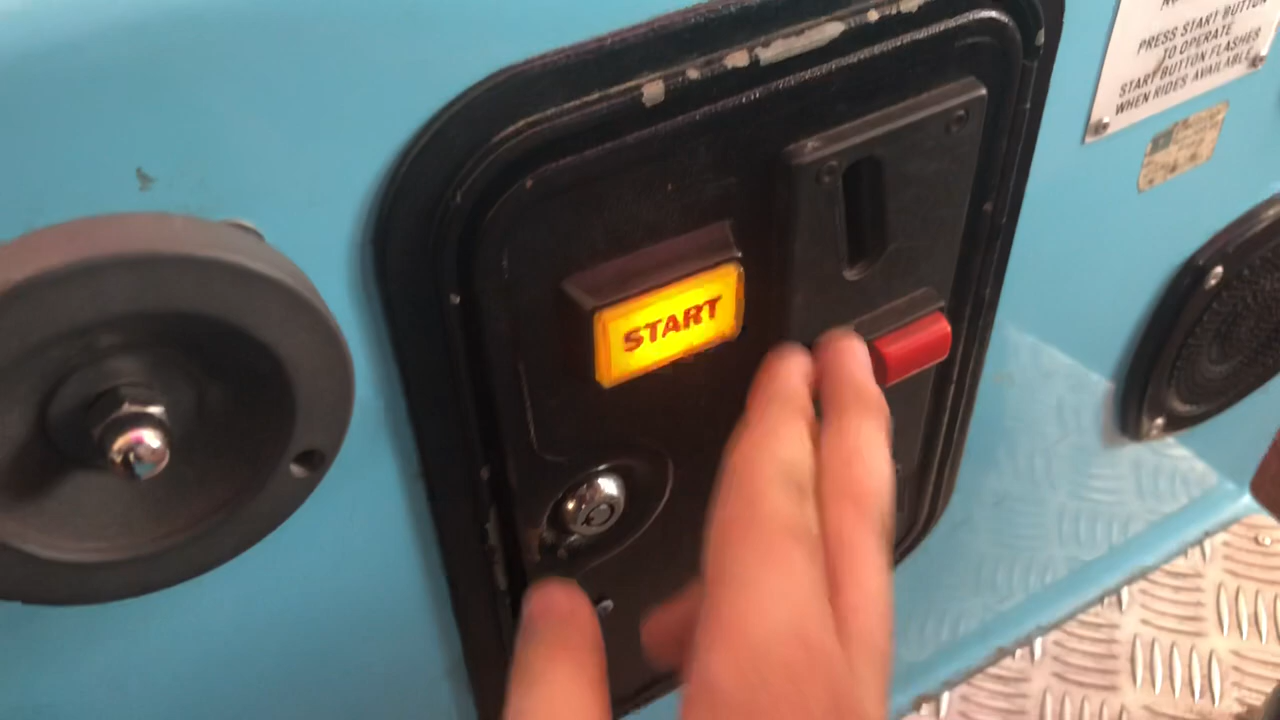 PRESS START BUTTON
TO OPERATE
START BUTTON FLASHES
WHEN RIDES AVAILABLE
START